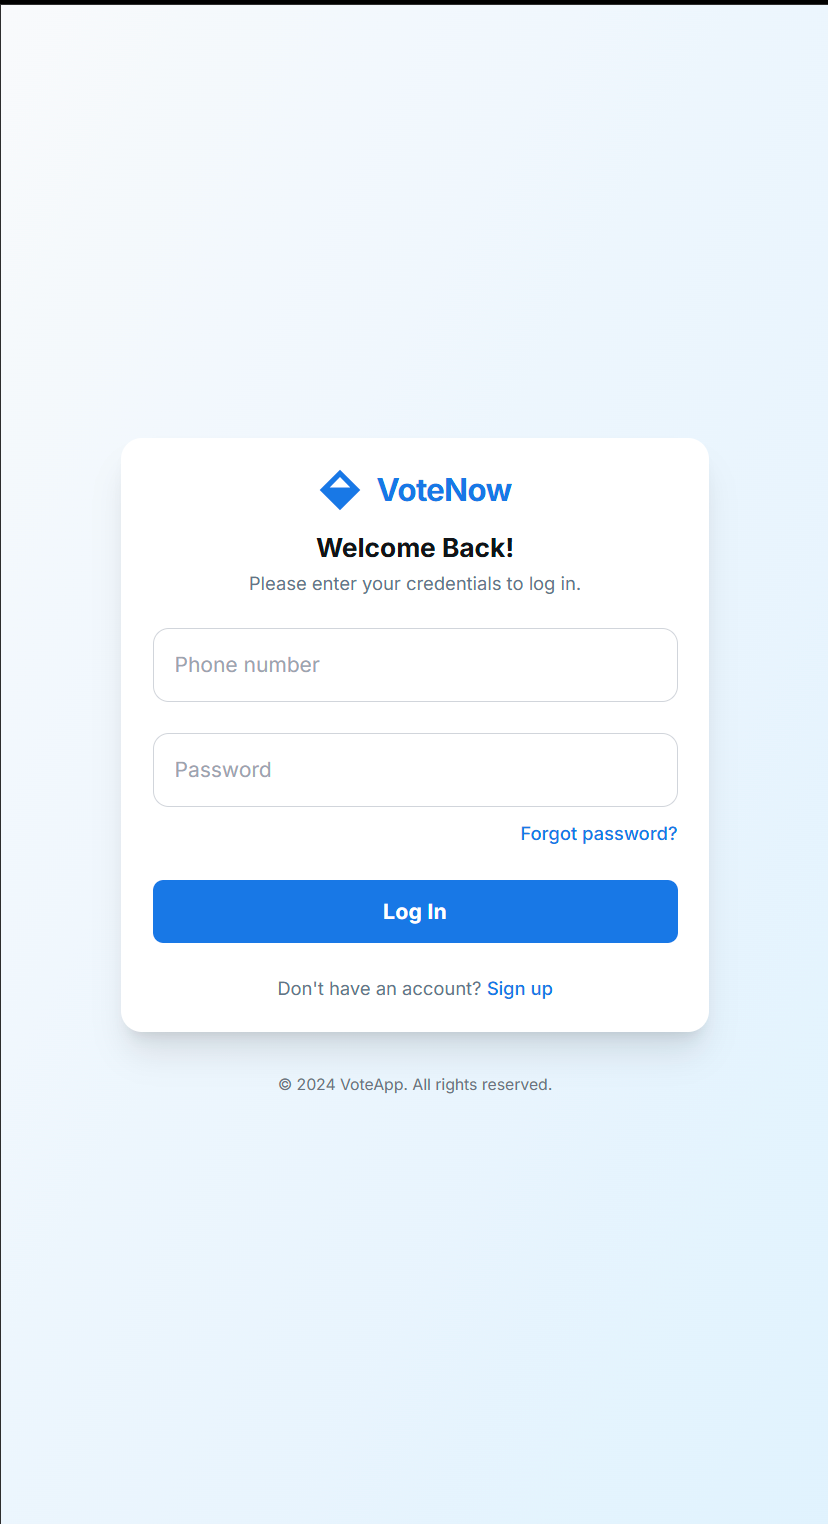 VoteNow
Welcome Back!
Please enter your credentials to log in.
Phone number
Password
Forgot password?
Log In
Don't have an account? Sign up
© 2024 VoteApp. All rights reserved.